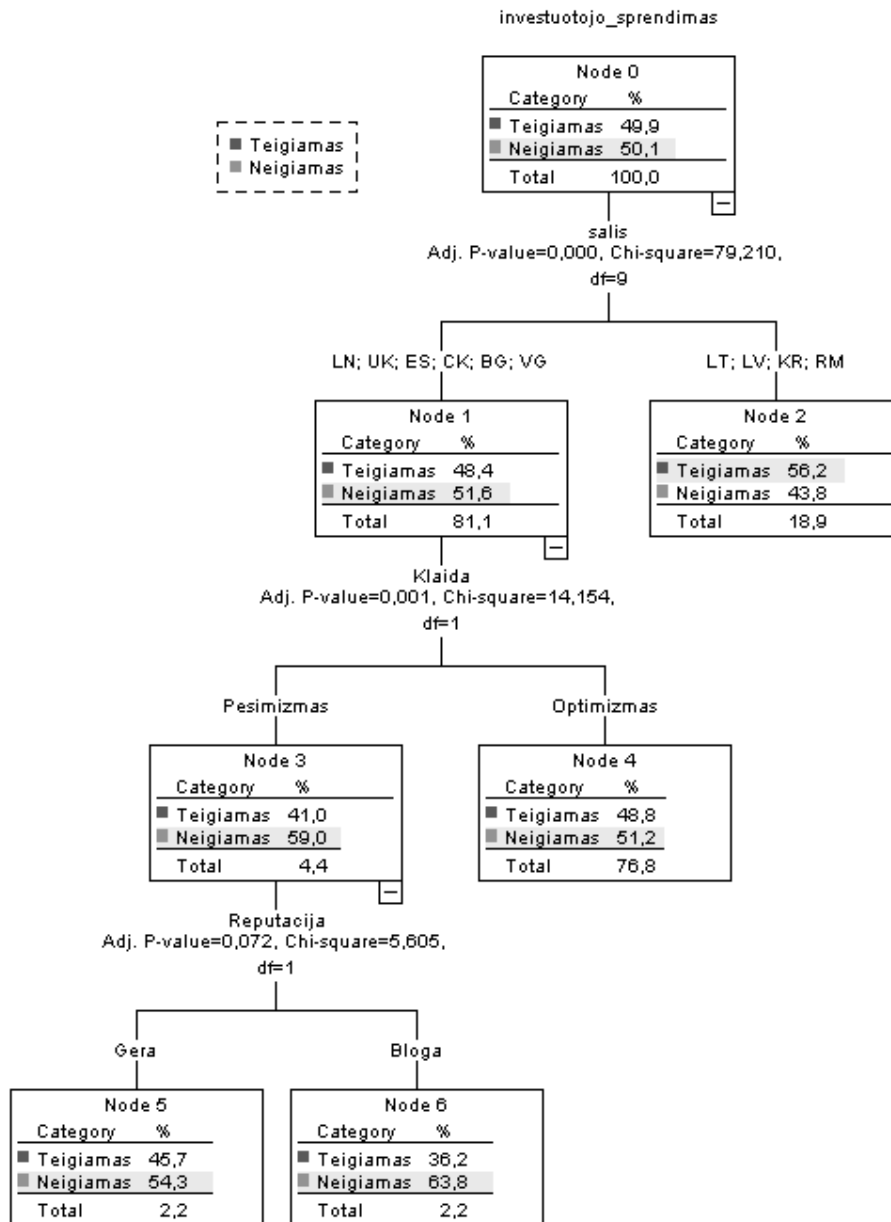 investuotojo_sprendimas
Node 0
Category %
Teigiamas 49,9
Neigiamas 50,1
Total 100,0
Teigiamas
Neigiamas
salis
Adj. P-value=0,000, Chi-square=79,210,
df=9
LN; UK; ES; CK; BG; VG
LT; LV; KR; RM
Node 1
Category %
Teigiamas 48,4
Neigiamas 51,6
Total 81,1
Node 2
Category %
Teigiamas 56,2
Neigiamas 43,8
Total 18,9
Klaida
Adj. P-value=0,001, Chi-square=14,154,
df=1
Pesimizmas
Optimizmas
Node 3
Category %
Teigiamas 41,0
Neigiamas 59,0
Total 4,4
Node 4
Category %
Teigiamas 48,8
Neigiamas 51,2
Total 76,8
Reputacija
Adj. P-value=0,072, Chi-square=5,605,
df=1
Gera
Bloga
Node 5
Category %
Teigiamas 45,7
Neigiamas 54,3
Total 2,2
Node 6
Category %
Teigiamas 36,2
Neigiamas 63,8
Total 2,2